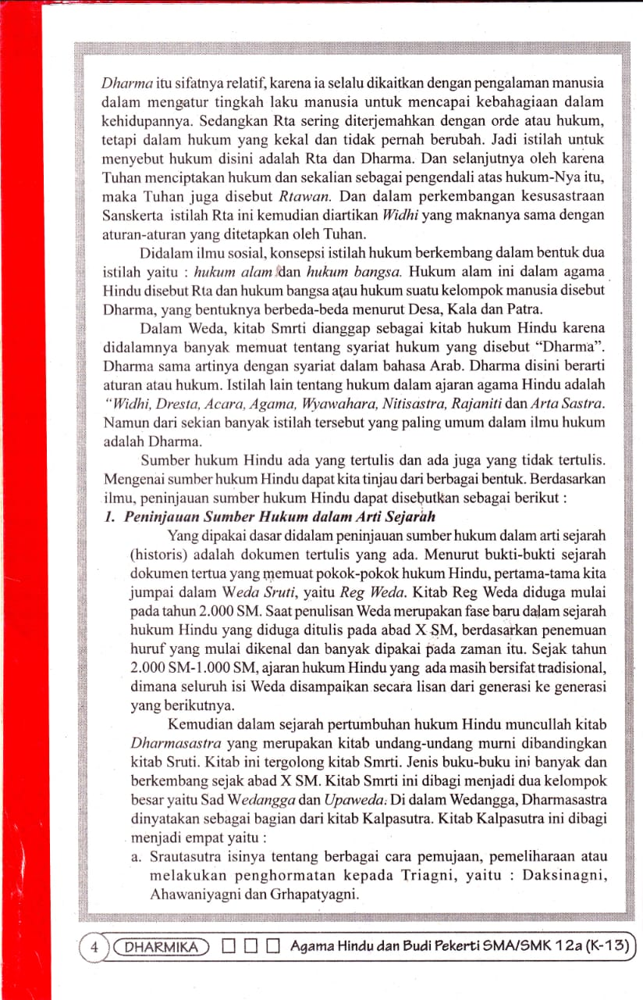 Dharma itu sifatnya relatif, karena ia selalu dikaitkan dengan pengalaman manusia
dalam mengatur tingkah laku manusia untuk mencapai kebahagiaan dalam
kehidupannya. Sedangkan Rta sering diterjemahkan dengan orde atau hukum,
tetapi dalam hukum yang kekal dan tidak pernah berubah. Jadi istilah untuk
menyebut hukum disini adalah Rta dan Dharma. Dan selanjutnya oleh karena
Tuhan menciptakan hukum dan sekalian sebagai pengendali atas hukum-Nya itu,
maka Tuhan juga disebut Rtawan. Dan dalam perkembangan kesusastraan
Sanskerta istilah Rta ini kemudian diartikan Widhi yang maknanya sama dengan
aturan-aturan yang ditetapkan oleh Tuhan.
Didalam ilmu sosial, konsepsi istilah hukum berkembang dalam bentuk dua
istilah yaitu : hukum alam dan hukum bangsa. Hukum alam ini dalam agama
Hindu disebut Rta dan hukum bangsa atau hukum suatu kelompok manusia disebut
Dharma, yang bentuknya berbeda-beda menurut Desa, Kala dan Patra.
Dalam Weda, kitab Smrti dianggap sebagai kitab hukum Hindu karena
didalamnya banyak memuat tentang syariat hukum yang disebut “Dharma”.
Dharma sama artinya dengan syariat dalam bahasa Arab. Dharma disini berarti
aturan atau hukum. Istilah lain tentang hukum dalam ajaran agama Hindu adalah
“Widhi, Dresta, Acara, Agama, Wyawahara, Nitisastra, Rajaniti dan Arta Sastra.
Namun dari sekian banyak istilah tersebut yang paling umum dalam ilmu hukum
adalah Dharma.
Sumber hukum Hindu ada yang tertulis dan ada juga yang tidak tertulis.
Mengenai sumber hukum Hindu dapat kita tinjau dari berbagai bentuk. Berdasarkan
ilmu, peninjauan sumber hukum Hindu dapat disebutkan sebagai berikut :
1. Peninjauan Sumber Hukum dalam Arti Sejarah
Yang dipakai dasar didalam peninjauan sumber hukum dalam arti sejarah
(historis) adalah dokumen tertulis yang ada. Menurut bukti-bukti sejarah
dokumen tertua yang memuat pokok-pokok hukum Hindu, pertama-tama kita
jumpai dalam Weda Sruti, yaitu Reg Weda. Kitab Reg Weda diduga mulai
pada tahun 2.000 SM. Saat penulisan Weda merupakan fase baru dalam sejarah
hukum Hindu yang diduga ditulis pada abad X SM, berdasarkan penemuan
huruf yang mulai dikenal dan banyak dipakai pada zaman itu. Sejak tahun
2.000 SM-1.000 SM, ajaran hukum Hindu yang ada masih bersifat tradisional,
dimana seluruh isi Weda disampaikan secara lisan dari generasi ke generasi
yang berikutnya.
Kemudian dalam sejarah pertumbuhan hukum Hindu muncullah kitab
Dharmasastra yang merupakan kitab undang-undang murni dibandingkan
kitab Sruti. Kitab ini tergolong kitab Smrti. Jenis buku-buku ini banyak dan
berkembang sejak abad X SM. Kitab Smrti ini dibagi menjadi dua kelompok
besar yaitu Sad Wedangga dan Upaweda. Di dalam Wedangga, Dharmasastra
dinyatakan sebagai bagian dari kitab Kalpasutra. Kitab Kalpasutra ini dibagi
menjadi empat yaitu :
a. Srautasutra isinya tentang berbagai cara pemujaan, pemeliharaan atau
melakukan penghormatan kepada Triagni, yaitu : Daksinagni,
Ahawaniyagni dan Grhapatyagni.
4 DHARMIKA Agama Hindu dan Budi Pekerti SMA/SMK 12a (K-13)